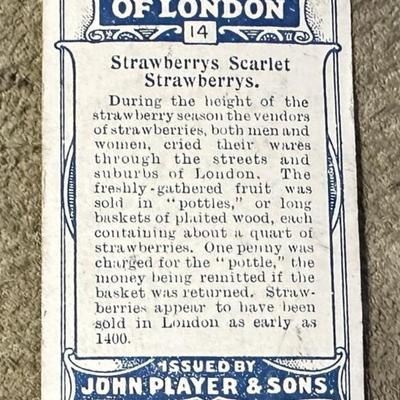 OF LONDON
14
Strawberrys Scarlet
Strawberrys.
During the height of the
strawberry season the vendors
of strawberries, both men and
women, cried their wares
through the streets and
suburbs of London. The
freshly-gathered fruit was
sold in "pottles," or long
baskets of plaited wood, each
containing about a quart of
strawberries. One penny was
charged for the "pottle," the
money being remitted if the
basket was returned. Straw-
berries appear to have been
sold in London as early as
1400.
ISSUED BY
JOHN PLAYER & SONS.